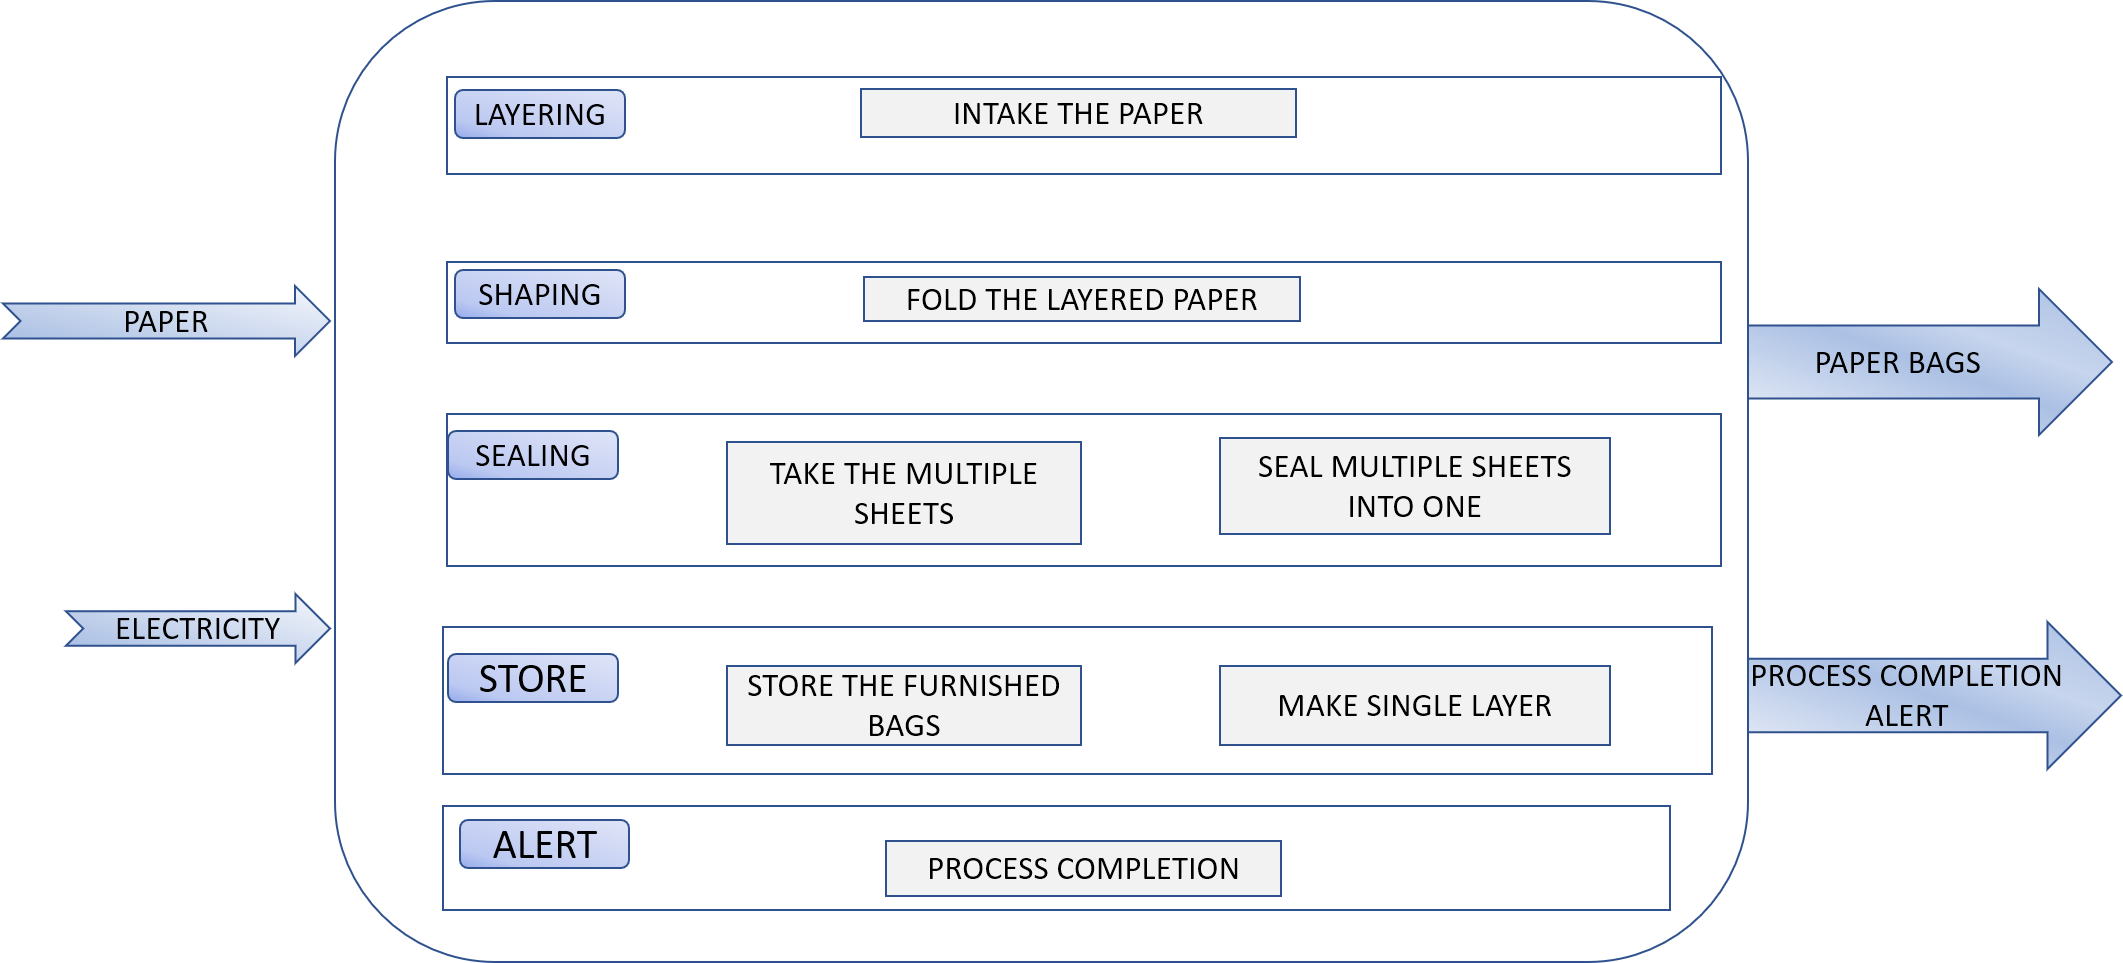 LAYERING
INTAKE THE PAPER
SHAPING
FOLD THE LAYERED PAPER
PAPER
PAPER BAGS
SEALING
TAKE THE MULTIPLE
SHEETS
SEAL MULTIPLE SHEETS
INTO ONE
ELECTRICITY
STORE
STORE THE FURNISHED
BAGS
MAKE SINGLE LAYER
PROCESS COMPLETION
ALERT
ALERT
PROCESS COMPLETION